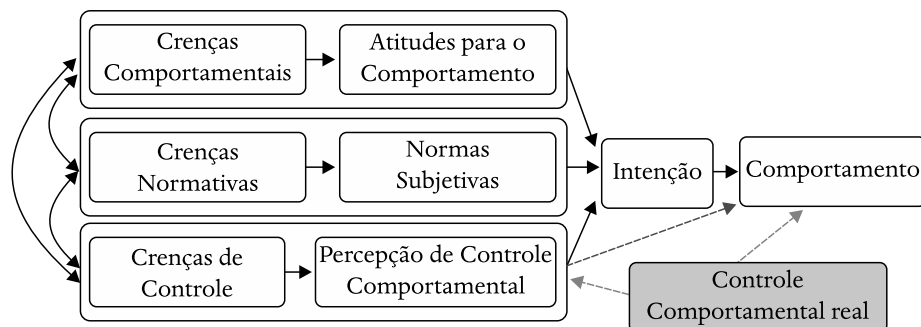 Crenças
Comportamentais
Atitudes para o
Comportamento
Crenças
Normativas
Normas
Subjetivas
Intenção
Comportamento
Crenças de
Controle
Percepção de Controle
Comportamental
Controle
Comportamental real